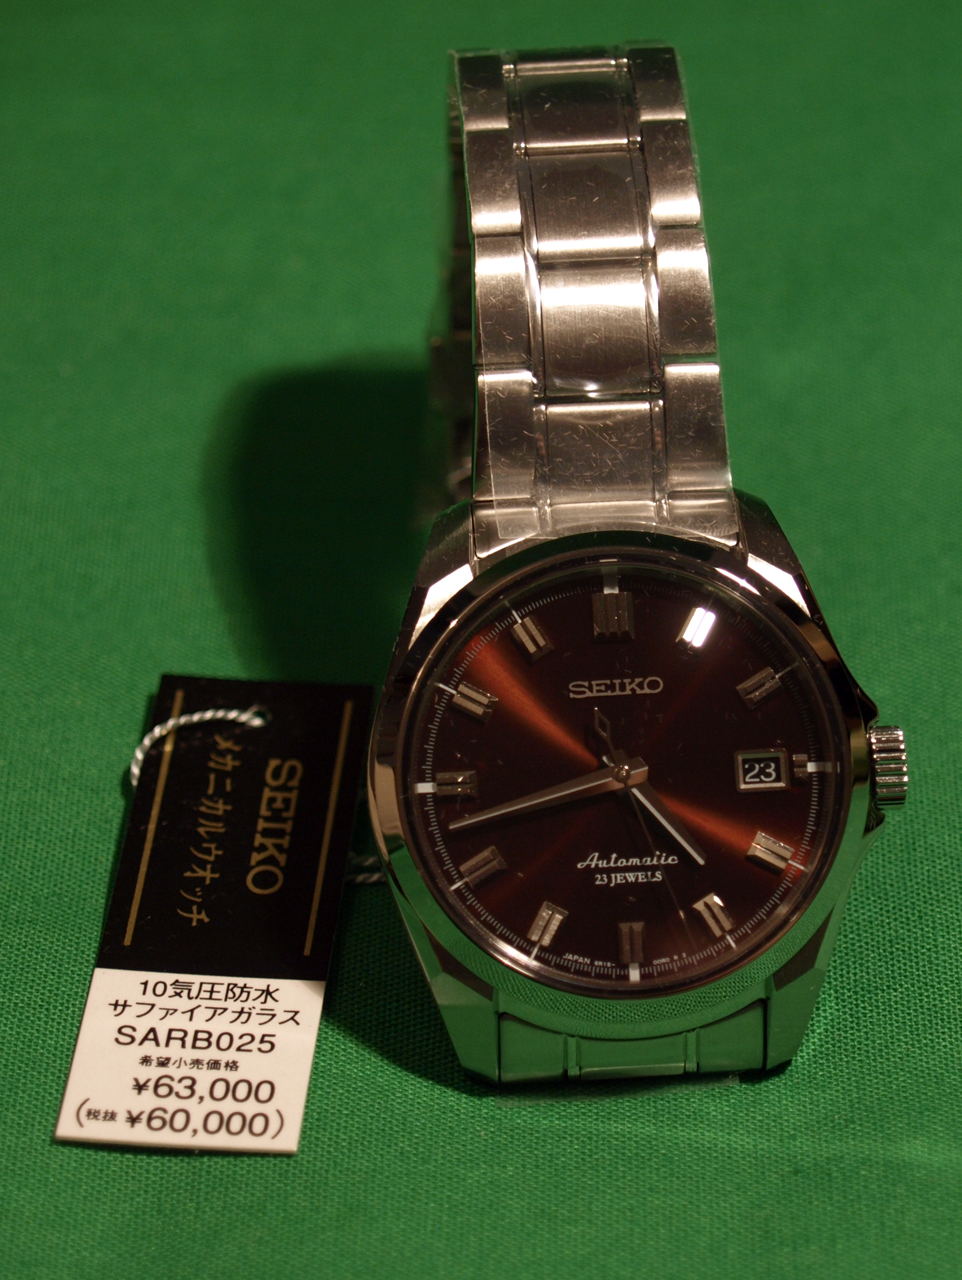 SEIKO
23
Automatic
23 JEWELS
JAPAN 6R15-
SEIKO
メカニカルウオッチ
10気圧防水
サファイアガラス
SARB025
希望小売価格
¥63,000
(税抜 ¥60,000)